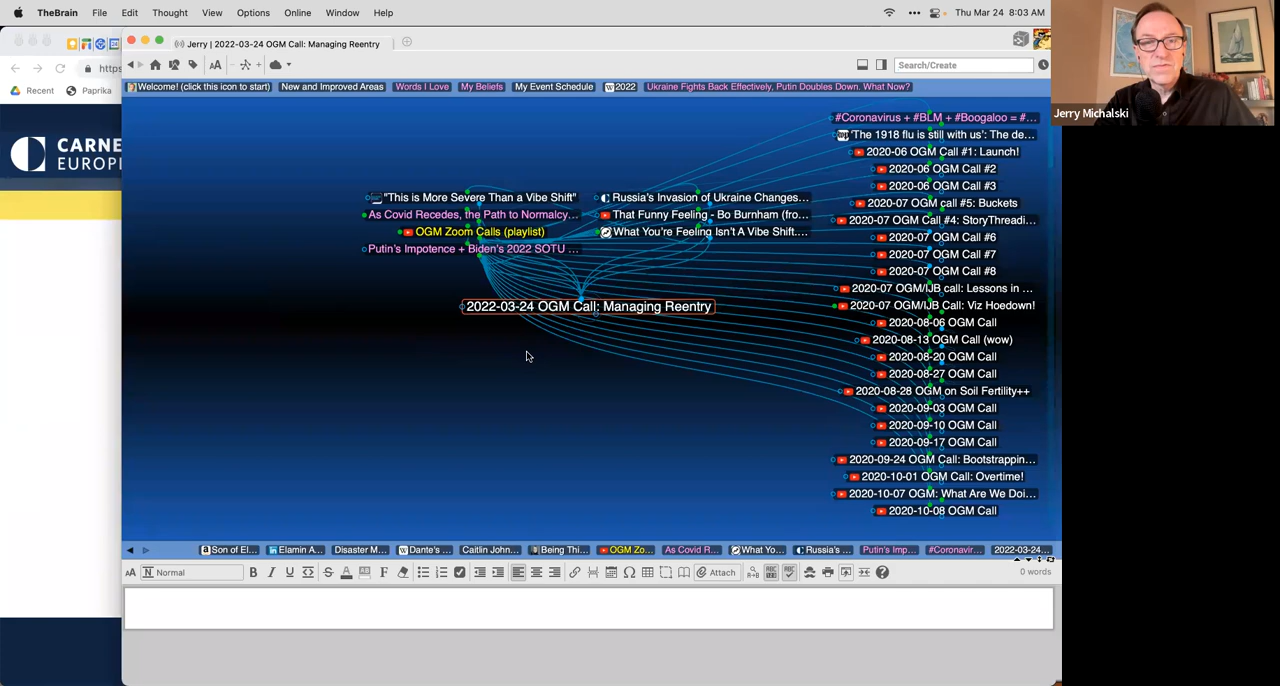 TheBrain File Edit Thought View Options Online Window Help Thu Mar 24 8:03 AM
Jerry | 2022-03-24 OGM Call: Managing Reentry
https
Search/Create
Recent Paprika
Welcome! (click this icon to start) New and Improved Areas Words I Love My Beliefs My Event Schedule 2022 Ukraine Fights Back Effectively, Putin Doubles Down. What Now?
Jerry Michalski
CARNE
EUROPE
#Coronavirus + #BLM + #Boogaloo = #...
'The 1918 flu is still with us': The de...
2020-06 OGM Call #1: Launch!
2020-06 OGM Call #2
2020-06 OGM Call #3
2020-07 OGM call #5: Buckets
2020-07 OGM Call #4: StoryThreadi...
2020-07 OGM Call #6
2020-07 OGM Call #7
2020-07 OGM Call #8
2020-07 OGM/IJB call: Lessons in ...
2020-07 OGM/IJB Call: Viz Hoedown!
2020-08-06 OGM Call
2020-08-13 OGM Call (wow)
2020-08-20 OGM Call
2020-08-27 OGM Call
2020-08-28 OGM on Soil Fertility++
2020-09-03 OGM Call
2020-09-10 OGM Call
2020-09-17 OGM Call
2020-09-24 OGM Call: Bootstrappin...
2020-10-01 OGM Call: Overtime!
2020-10-07 OGM: What Are We Doi...
2020-10-08 OGM Call
"This is More Severe Than a Vibe Shift"
As Covid Recedes, the Path to Normalcy...
OGM Zoom Calls (playlist)
Putin's Impotence + Biden's 2022 SOTU ...
Russia's Invasion of Ukraine Changes...
That Funny Feeling - Bo Burnham (fro...
What You're Feeling Isn't A Vibe Shift....
2022-03-24 OGM Call: Managing Reentry
Son of El... Elamin A... Disaster M... Dante's ... Caitlin John... Being Thi... OGM Zo... As Covid R... What Yo... Russia's ... Putin's Imp... #Coronavir... 2022-03-24...
Normal B I U S A F Attach 0 words